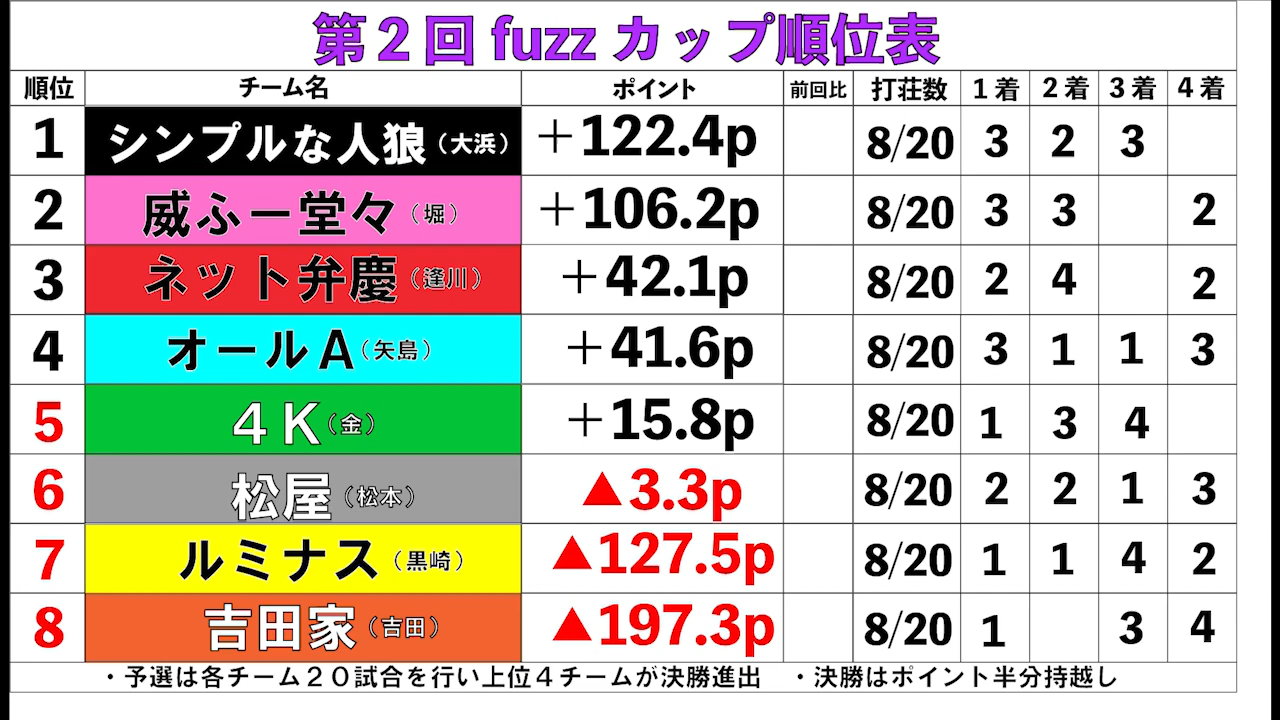 第２回 fuzz カップ順位表
順位 チーム名 ポイント 前回比 打荘数 １着 ２着 ３着 ４着
1 シンプルな人狼（大浜） ＋122.4p 8/20 3 2 3
2 威ふー堂々（堀） ＋106.2p 8/20 3 3 2
3 ネット弁慶（逢川） ＋42.1p 8/20 2 4 2
4 オールＡ（矢島） ＋41.6p 8/20 3 1 1 3
5 ４Ｋ（金） ＋15.8p 8/20 1 3 4
6 松屋（松本） ▲3.3p 8/20 2 2 1 3
7 ルミナス（黒崎） ▲127.5p 8/20 1 1 4 2
8 吉田家（吉田） ▲197.3p 8/20 1 3 4
・予選は各チーム２０試合を行い上位４チームが決勝進出　・決勝はポイント半分持越し